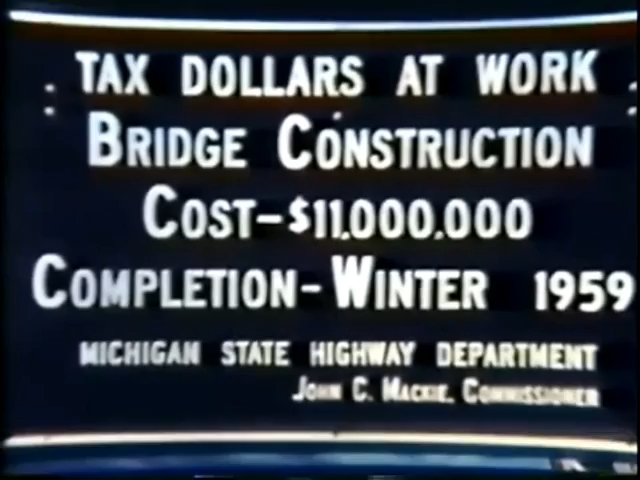 TAX DOLLARS AT WORK
BRIDGE CONSTRUCTION
COST-$11,000,000
COMPLETION-WINTER 1959
MICHIGAN STATE HIGHWAY DEPARTMENT
JOHN C. MACKIE, COMMISSIONER